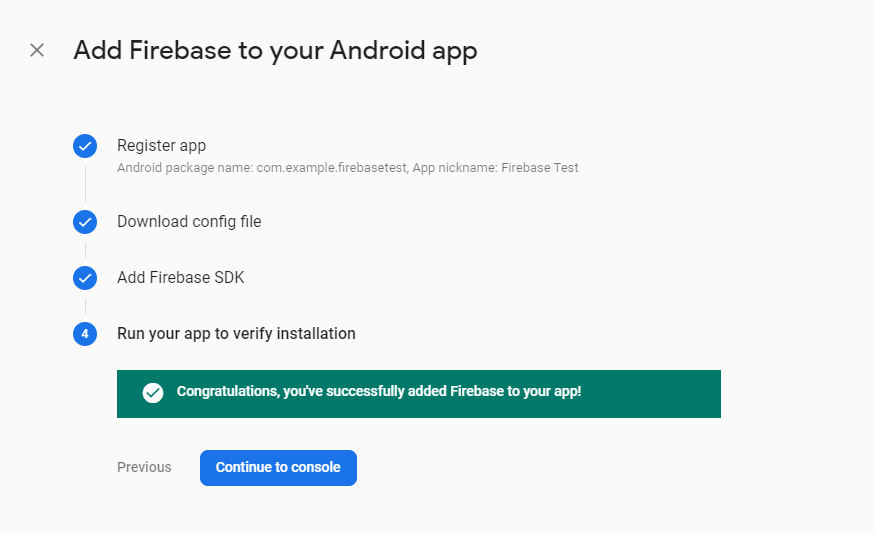 Add Firebase to your Android app
Register app
Android package name: com.example.firebasetest, App nickname: Firebase Test
Download config file
Add Firebase SDK
4 Run your app to verify installation
Congratulations, you've successfully added Firebase to your app!
Previous Continue to console